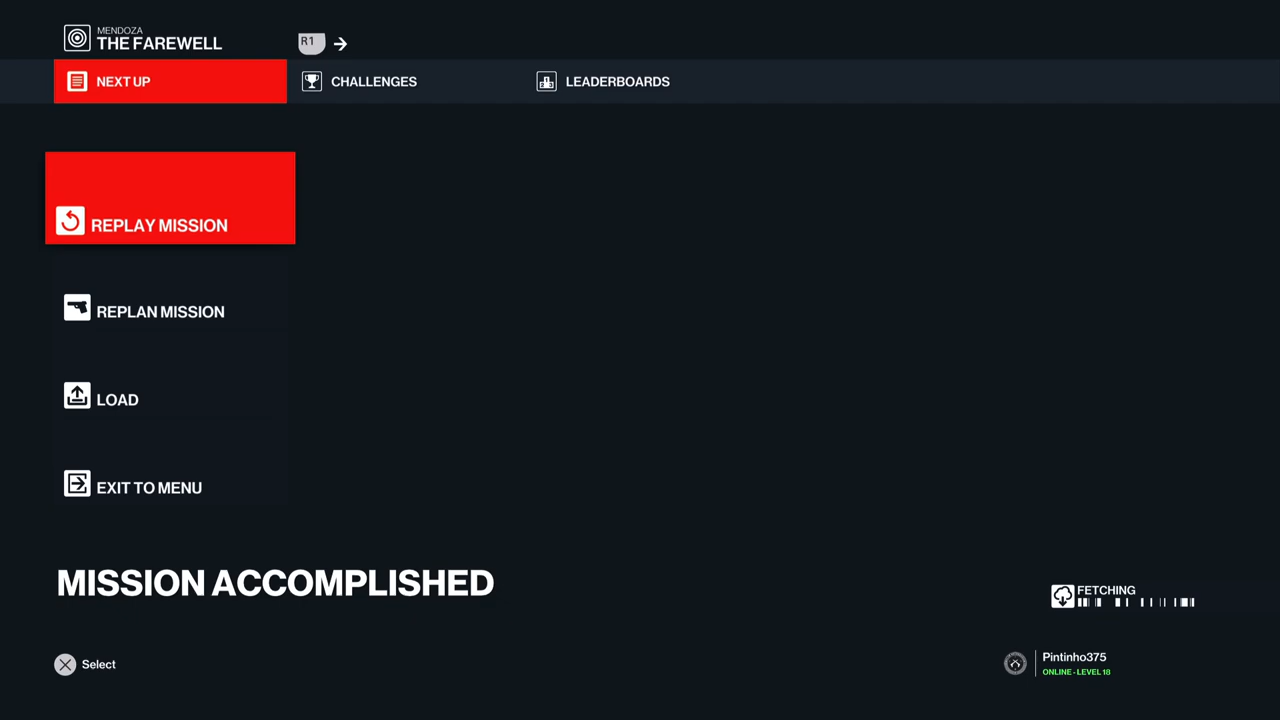 MENDOZA
THE FAREWELL
R1
NEXT UP
CHALLENGES
LEADERBOARDS
REPLAY MISSION
REPLAN MISSION
LOAD
EXIT TO MENU
MISSION ACCOMPLISHED
FETCHING
Select
Pintinho375
ONLINE - LEVEL 18